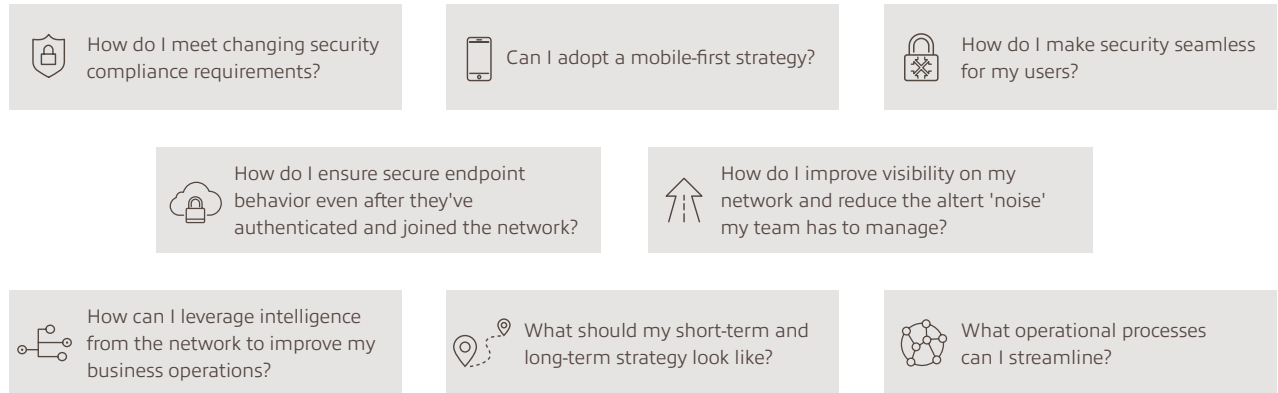 How do I meet changing security
compliance requirements?
Can I adopt a mobile-first strategy?
How do I make security seamless
for my users?
How do I ensure secure endpoint
behavior even after they've
authenticated and joined the network?
How do I improve visibility on my
network and reduce the altert 'noise'
my team has to manage?
How can I leverage intelligence
from the network to improve my
business operations?
What should my short-term and
long-term strategy look like?
What operational processes
can I streamline?